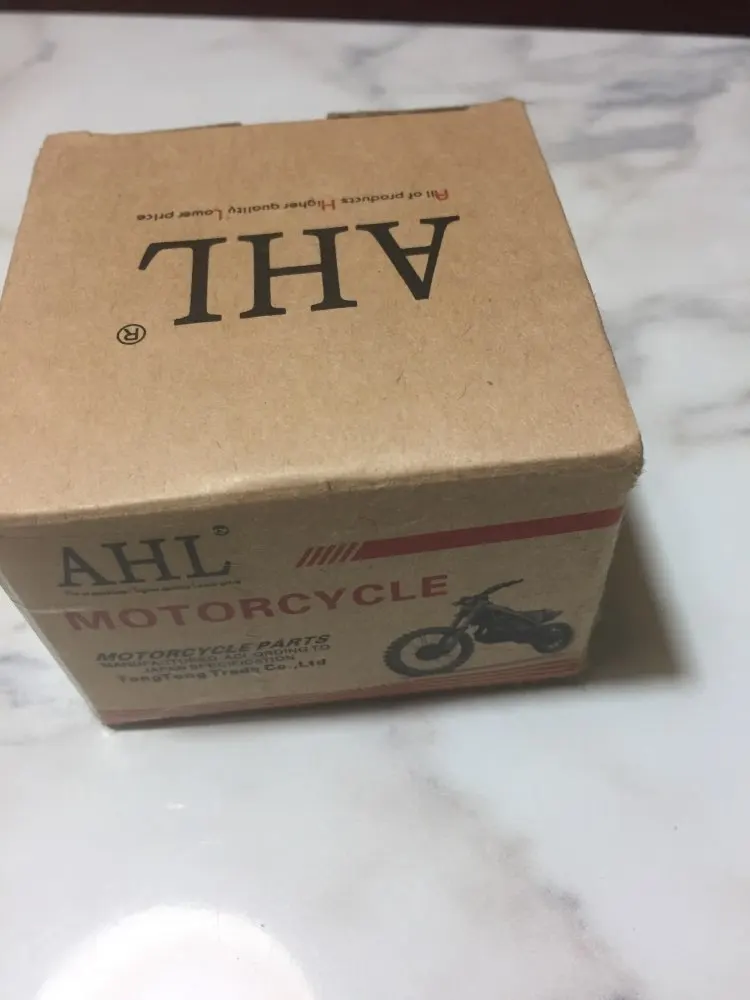 All of products Higher quality Lower price
AHL®
AHL
MOTORCYCLE
MOTORCYCLE PARTS
MANUFACTURED ACCORDING TO
JAPAN SPECIFICATION
TongTong Trade Co.,Ltd